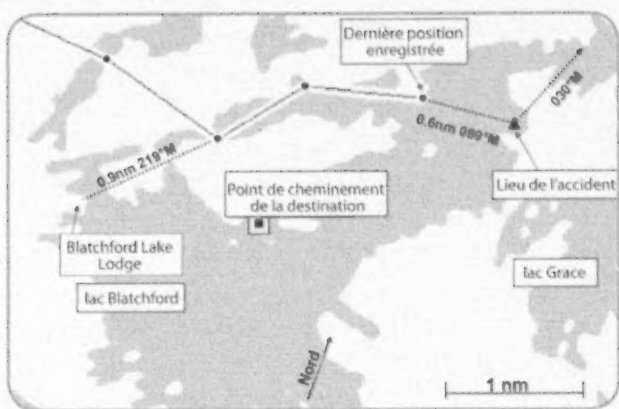 Dernière position
enregistrée
030°M
0.6nm 089°M
0.9nm 219°M
Point de cheminement
de la destination
Lieu de l'accident
Blatchford Lake
Lodge
lac Blatchford
lac Grace
Nord
1 nm